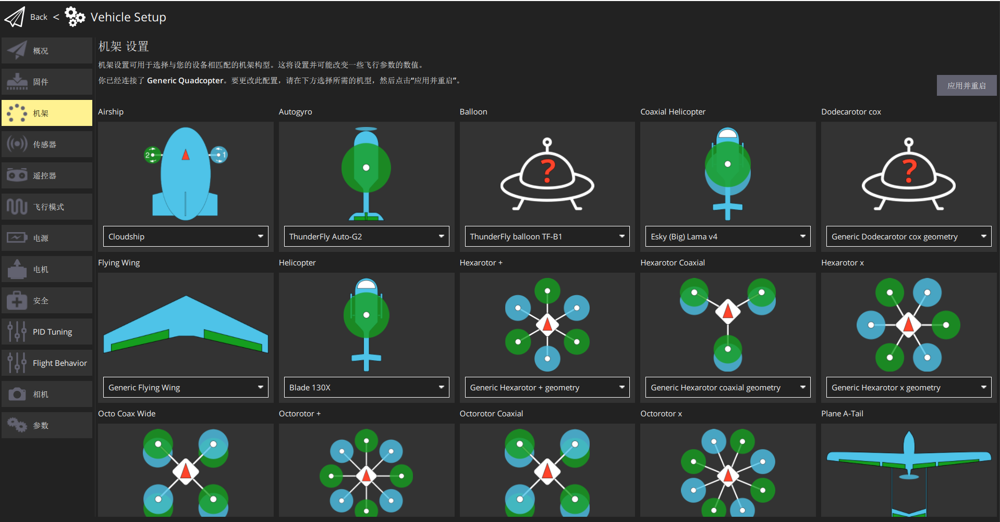 Back < Vehicle Setup
概况
固件
机架
传感器
遥控器
飞行模式
电源
电机
安全
PID Tuning
Flight Behavior
相机
参数
机架 设置
机架设置可用于选择与您的设备相匹配的机架构型。这将设置并可能改变一些飞行参数的数值。
你已经连接了 Generic Quadcopter。要更改此配置，请在下方选择所需的机型，然后点击“应用并重启”。
应用并重启
Airship
2
1
Cloudship
Autogyro
ThunderFly Auto-G2
Balloon
?
ThunderFly balloon TF-B1
Coaxial Helicopter
Esky (Big) Lama v4
Dodecarotor cox
?
Generic Dodecarotor cox geometry
Flying Wing
Generic Flying Wing
Helicopter
Blade 130X
Hexarotor +
Generic Hexarotor + geometry
Hexarotor Coaxial
Generic Hexarotor coaxial geometry
Hexarotor x
Generic Hexarotor x geometry
Octo Coax Wide
Octorotor +
Octorotor Coaxial
Octorotor x
Plane A-Tail